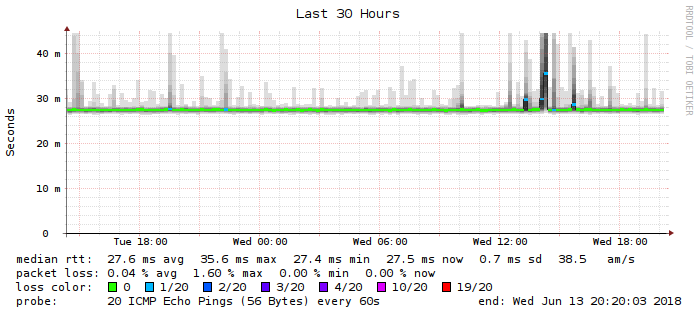 Last 30 Hours
RRDTOOL / TOBI OETIKER
Seconds
40 m
30 m
20 m
10 m
0
Tue 18:00 Wed 00:00 Wed 06:00 Wed 12:00 Wed 18:00
median rtt: 27.6 ms avg 35.6 ms max 27.4 ms min 27.5 ms now 0.7 ms sd 38.5 am/s
packet loss: 0.04 % avg 1.60 % max 0.00 % min 0.00 % now
loss color: 0 1/20 2/20 3/20 4/20 10/20 19/20
probe: 20 ICMP Echo Pings (56 Bytes) every 60s end: Wed Jun 13 20:20:03 2018